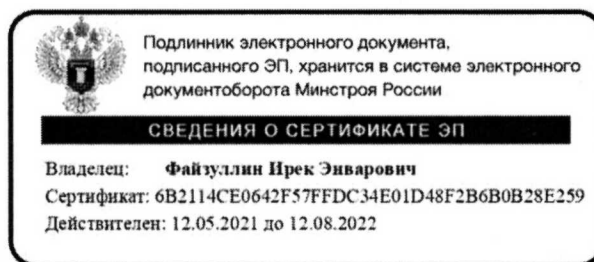 Подлинник электронного документа,
подписанного ЭП, хранится в системе электронного
документооборота Минстроя России
СВЕДЕНИЯ О СЕРТИФИКАТЕ ЭП
Владелец: Файзуллин Ирек Энварович
Сертификат: 6B2114CE0642F57FFDC34E01D48F2B6B0B28E259
Действителен: 12.05.2021 до 12.08.2022